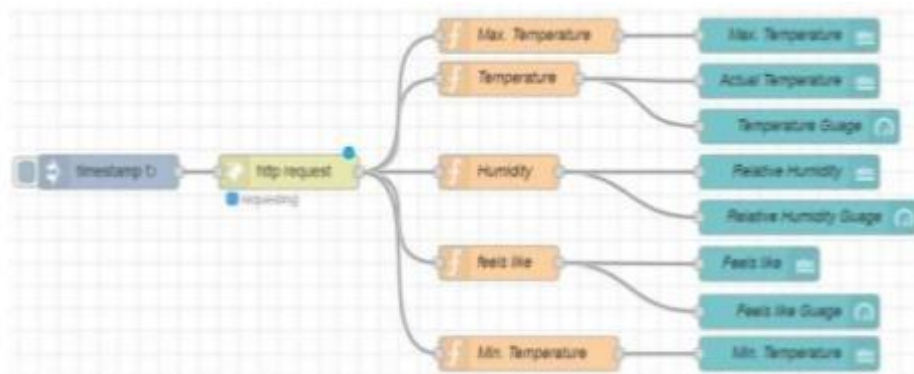 Max. Temperature
Max. Temperature
Temperature
Actual Temperature
Temperature Guage
timestamp ↻
http request
Humidity
Relative Humidity
requesting
Relative Humidity Guage
feels like
Feels like
Feels like Guage
Min. Temperature
Min. Temperature